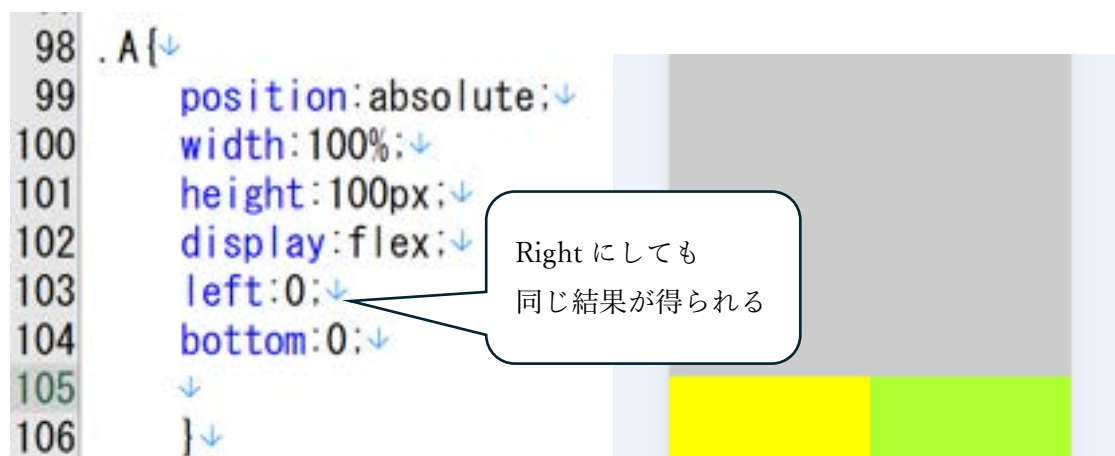 98 .A{↓
99 position:absolute;↓
100 width:100%;↓
101 height:100px;↓
102 display:flex;↓
103 left:0;↓
104 bottom:0;↓
105 ↓
106 }↓
Right にしても
同じ結果が得られる